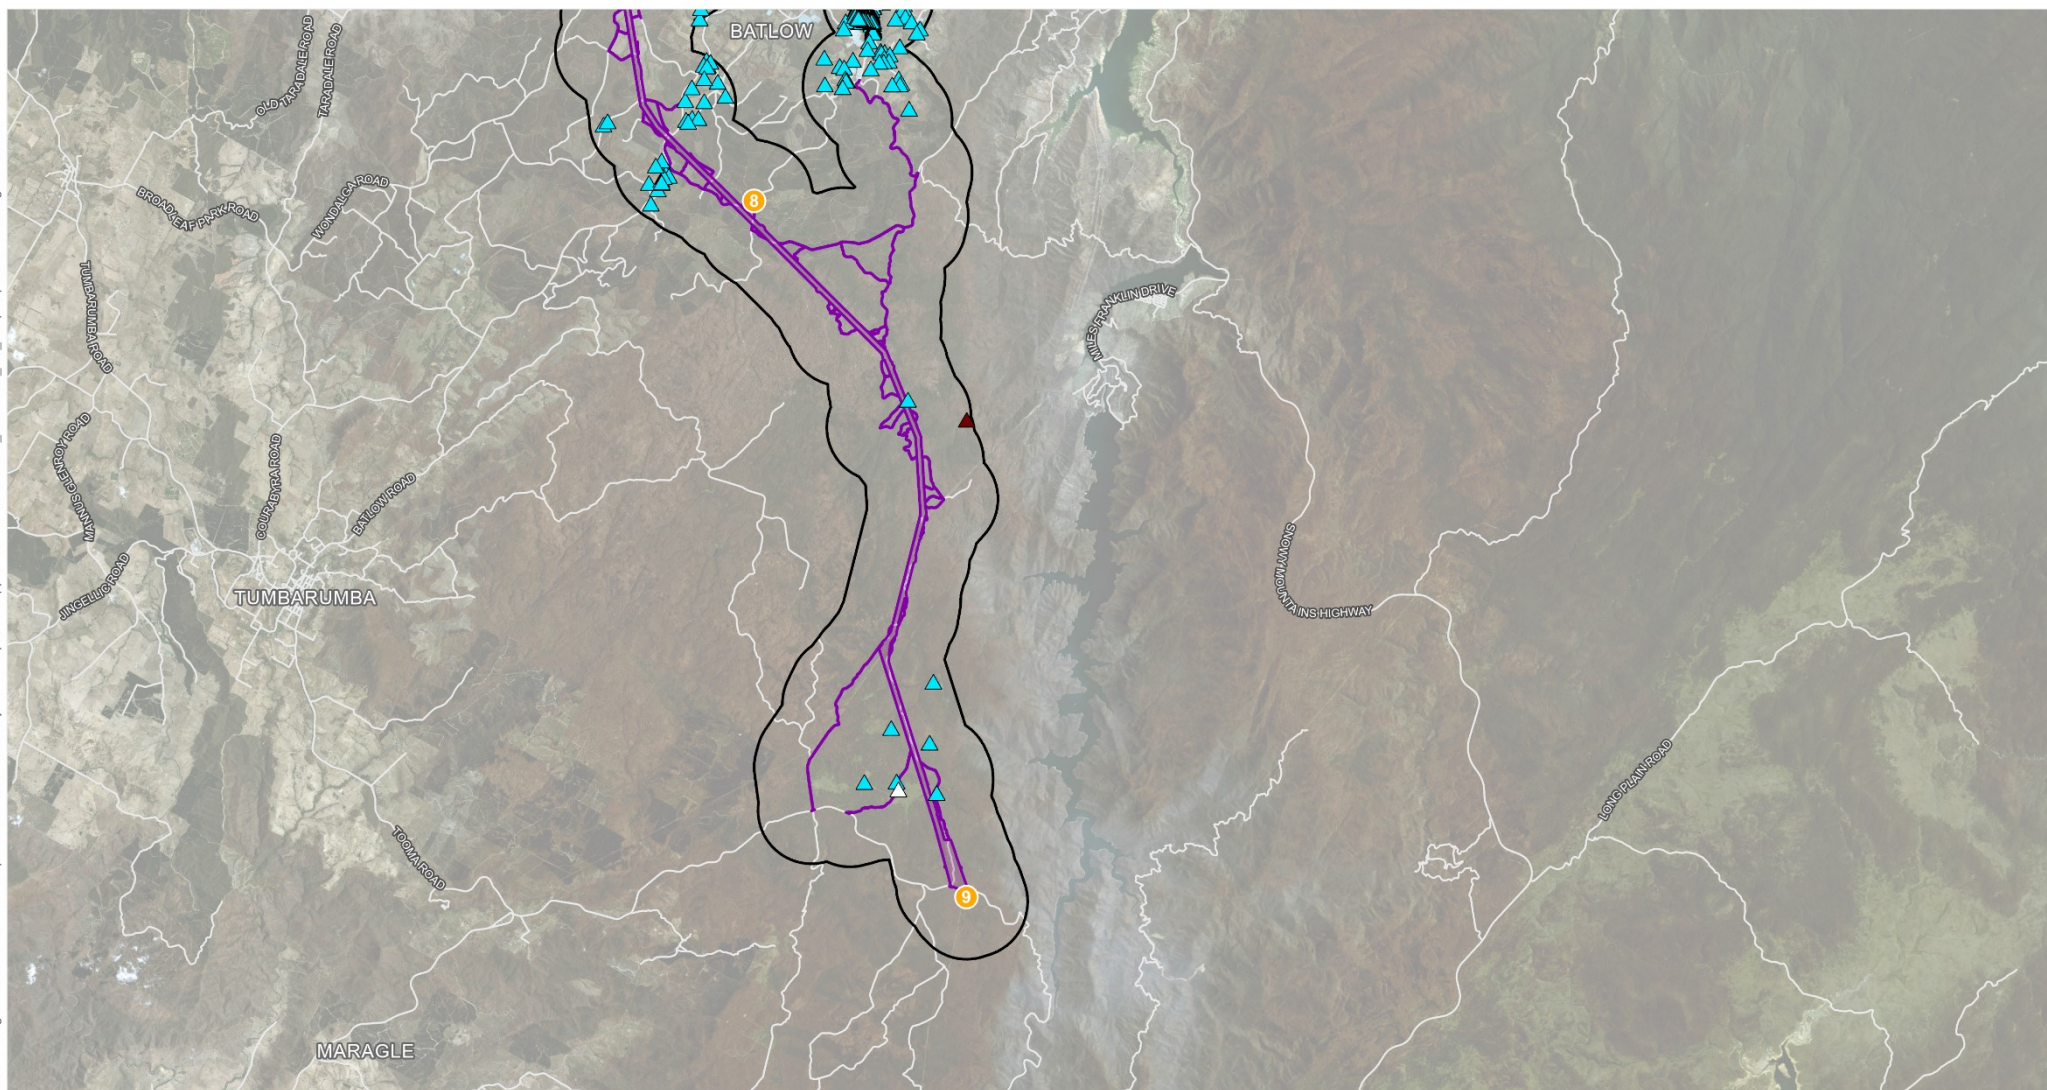 BATLOW
OLD TARADALE ROAD
TARADALE ROAD
WONDALGA ROAD
BROADLEAF PARK ROAD
8
TUMBARUMBA ROAD
MILES FRANKLIN DRIVE
MANNUS GLENROY ROAD
COURABYRA ROAD
BATLOW ROAD
SNOWY MOUNTAINS HIGHWAY
JINGELLIC ROAD
TUMBARUMBA
LONG PLAIN ROAD
TOOMA ROAD
9
MARAGLE